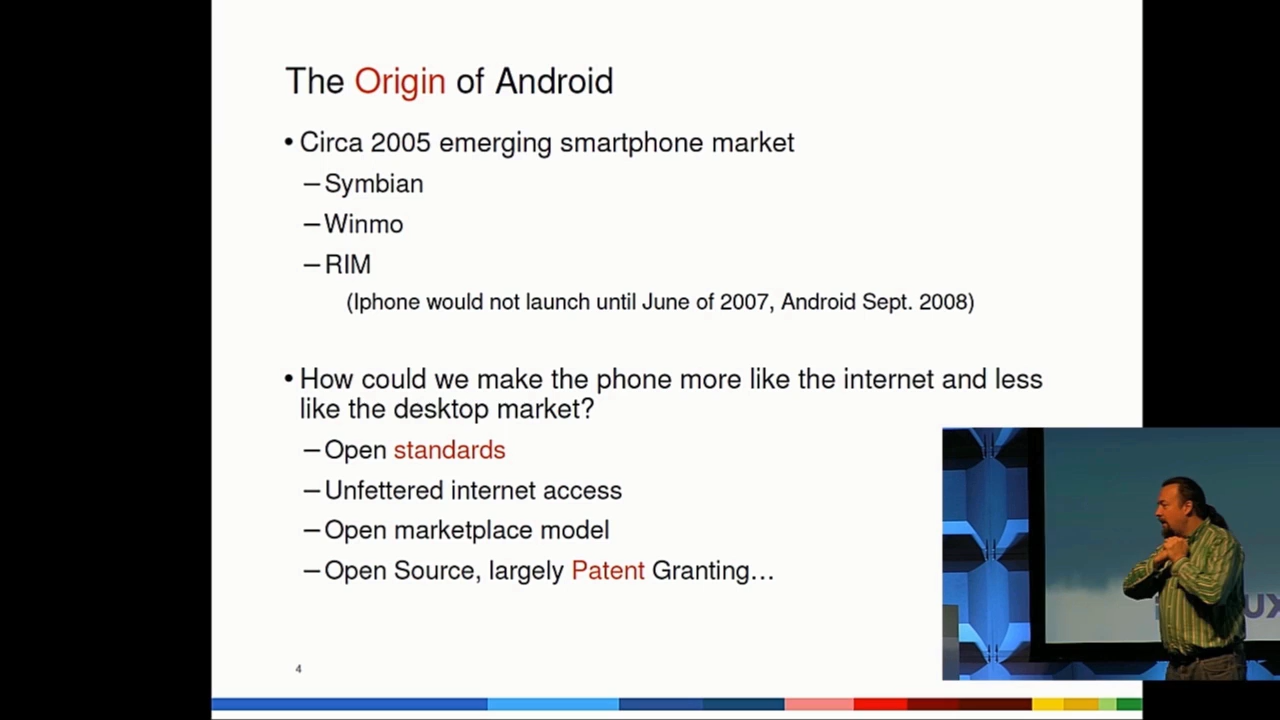 The Origin of Android
• Circa 2005 emerging smartphone market
– Symbian
– Winmo
– RIM
(Iphone would not launch until June of 2007, Android Sept. 2008)
• How could we make the phone more like the internet and less
like the desktop market?
– Open standards
– Unfettered internet access
– Open marketplace model
– Open Source, largely Patent Granting…
4